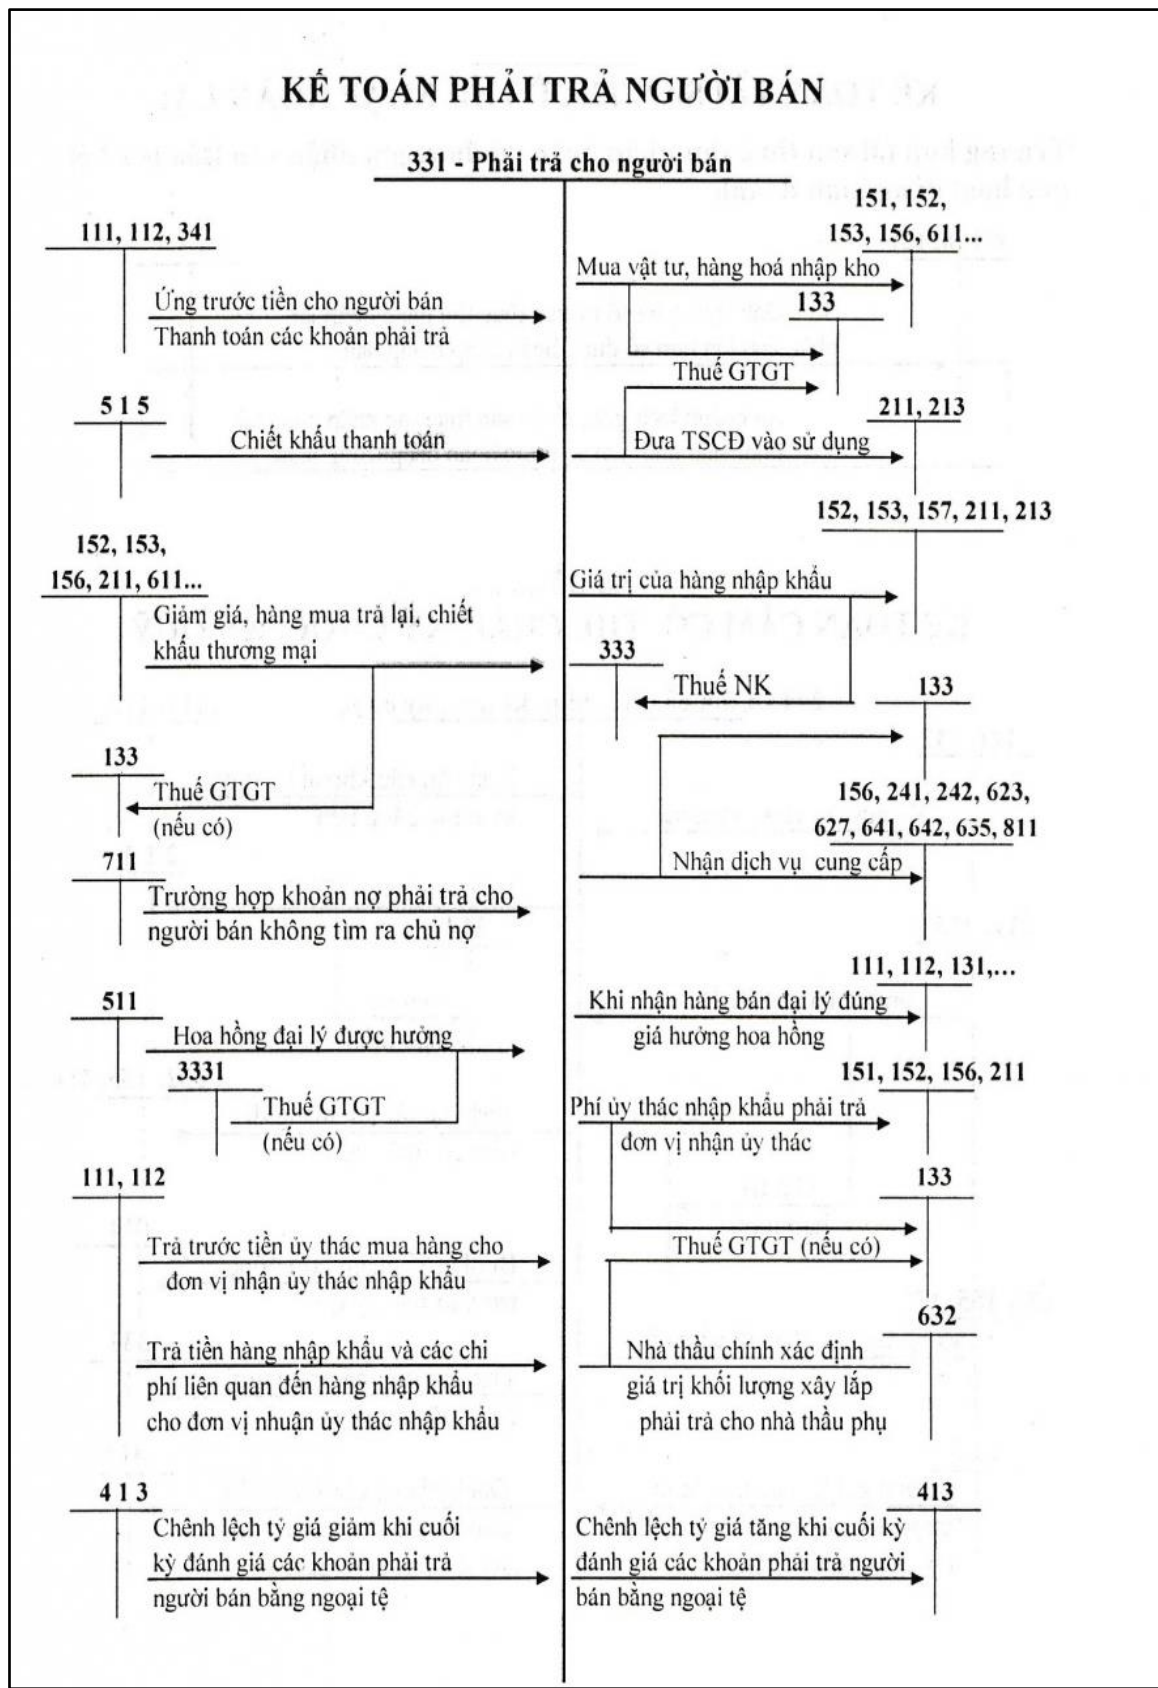 KẾ TOÁN PHẢI TRẢ NGƯỜI BÁN
331 - Phải trả cho người bán
111, 112, 341
Ứng trước tiền cho người bán
Thanh toán các khoản phải trả
5 1 5
Chiết khấu thanh toán
152, 153,
156, 211, 611...
Giảm giá, hàng mua trả lại, chiết
khấu thương mại
133
Thuế GTGT
(nếu có)
711
Trường hợp khoản nợ phải trả cho
người bán không tìm ra chủ nợ
511
Hoa hồng đại lý được hưởng
3331
Thuế GTGT
(nếu có)
111, 112
Trả trước tiền ủy thác mua hàng cho
đơn vị nhận ủy thác nhập khẩu
Trả tiền hàng nhập khẩu và các chi
phí liên quan đến hàng nhập khẩu
cho đơn vị nhuận ủy thác nhập khẩu
4 1 3
Chênh lệch tỷ giá giảm khi cuối
kỳ đánh giá các khoản phải trả
người bán bằng ngoại tệ
151, 152,
153, 156, 611...
Mua vật tư, hàng hoá nhập kho
133
Thuế GTGT
211, 213
Đưa TSCĐ vào sử dụng
152, 153, 157, 211, 213
Giá trị của hàng nhập khẩu
333
Thuế NK
133
156, 241, 242, 623,
627, 641, 642, 635, 811
Nhận dịch vụ cung cấp
111, 112, 131,...
Khi nhận hàng bán đại lý đúng
giá hưởng hoa hồng
151, 152, 156, 211
Phí ủy thác nhập khẩu phải trả
đơn vị nhận ủy thác
133
Thuế GTGT (nếu có)
632
Nhà thầu chính xác định
giá trị khối lượng xây lắp
phải trả cho nhà thầu phụ
413
Chênh lệch tỷ giá tăng khi cuối kỳ
đánh giá các khoản phải trả người
bán bằng ngoại tệ